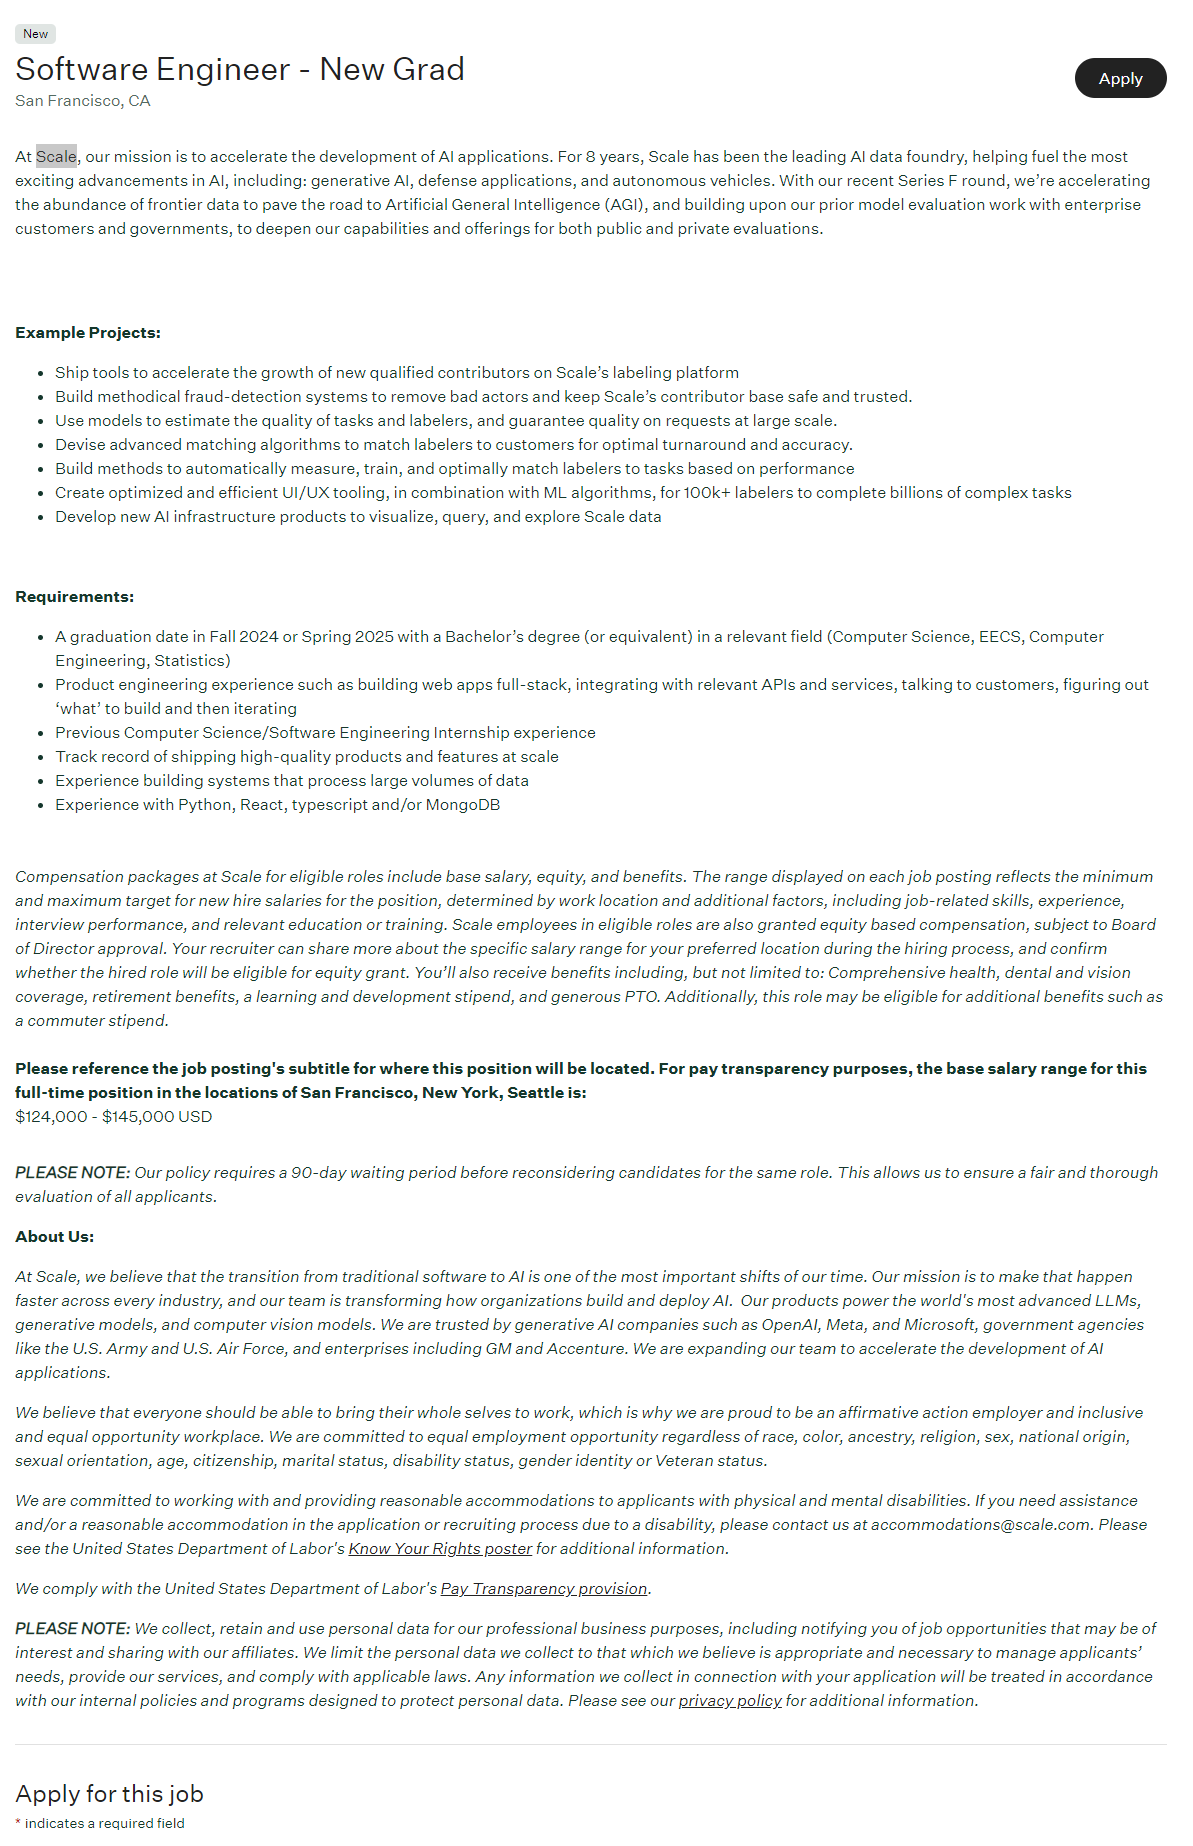 New
Software Engineer - New Grad
Apply
San Francisco, CA
At Scale, our mission is to accelerate the development of AI applications. For 8 years, Scale has been the leading AI data foundry, helping fuel the most
exciting advancements in AI, including: generative AI, defense applications, and autonomous vehicles. With our recent Series F round, we’re accelerating
the abundance of frontier data to pave the road to Artificial General Intelligence (AGI), and building upon our prior model evaluation work with enterprise
customers and governments, to deepen our capabilities and offerings for both public and private evaluations.
Example Projects:
• Ship tools to accelerate the growth of new qualified contributors on Scale’s labeling platform
• Build methodical fraud-detection systems to remove bad actors and keep Scale’s contributor base safe and trusted.
• Use models to estimate the quality of tasks and labelers, and guarantee quality on requests at large scale.
• Devise advanced matching algorithms to match labelers to customers for optimal turnaround and accuracy.
• Build methods to automatically measure, train, and optimally match labelers to tasks based on performance
• Create optimized and efficient UI/UX tooling, in combination with ML algorithms, for 100k+ labelers to complete billions of complex tasks
• Develop new AI infrastructure products to visualize, query, and explore Scale data
Requirements:
• A graduation date in Fall 2024 or Spring 2025 with a Bachelor’s degree (or equivalent) in a relevant field (Computer Science, EECS, Computer
Engineering, Statistics)
• Product engineering experience such as building web apps full-stack, integrating with relevant APIs and services, talking to customers, figuring out
‘what’ to build and then iterating
• Previous Computer Science/Software Engineering Internship experience
• Track record of shipping high-quality products and features at scale
• Experience building systems that process large volumes of data
• Experience with Python, React, typescript and/or MongoDB
Compensation packages at Scale for eligible roles include base salary, equity, and benefits. The range displayed on each job posting reflects the minimum
and maximum target for new hire salaries for the position, determined by work location and additional factors, including job-related skills, experience,
interview performance, and relevant education or training. Scale employees in eligible roles are also granted equity based compensation, subject to Board
of Director approval. Your recruiter can share more about the specific salary range for your preferred location during the hiring process, and confirm
whether the hired role will be eligible for equity grant. You’ll also receive benefits including, but not limited to: Comprehensive health, dental and vision
coverage, retirement benefits, a learning and development stipend, and generous PTO. Additionally, this role may be eligible for additional benefits such as
a commuter stipend.
Please reference the job posting's subtitle for where this position will be located. For pay transparency purposes, the base salary range for this
full-time position in the locations of San Francisco, New York, Seattle is:
$124,000 - $145,000 USD
PLEASE NOTE: Our policy requires a 90-day waiting period before reconsidering candidates for the same role. This allows us to ensure a fair and thorough
evaluation of all applicants.
About Us:
At Scale, we believe that the transition from traditional software to AI is one of the most important shifts of our time. Our mission is to make that happen
faster across every industry, and our team is transforming how organizations build and deploy AI.  Our products power the world's most advanced LLMs,
generative models, and computer vision models. We are trusted by generative AI companies such as OpenAI, Meta, and Microsoft, government agencies
like the U.S. Army and U.S. Air Force, and enterprises including GM and Accenture. We are expanding our team to accelerate the development of AI
applications.
We believe that everyone should be able to bring their whole selves to work, which is why we are proud to be an affirmative action employer and inclusive
and equal opportunity workplace. We are committed to equal employment opportunity regardless of race, color, ancestry, religion, sex, national origin,
sexual orientation, age, citizenship, marital status, disability status, gender identity or Veteran status.
We are committed to working with and providing reasonable accommodations to applicants with physical and mental disabilities. If you need assistance
and/or a reasonable accommodation in the application or recruiting process due to a disability, please contact us at accommodations@scale.com. Please
see the United States Department of Labor's Know Your Rights poster for additional information.
We comply with the United States Department of Labor's Pay Transparency provision.
PLEASE NOTE: We collect, retain and use personal data for our professional business purposes, including notifying you of job opportunities that may be of
interest and sharing with our affiliates. We limit the personal data we collect to that which we believe is appropriate and necessary to manage applicants’
needs, provide our services, and comply with applicable laws. Any information we collect in connection with your application will be treated in accordance
with our internal policies and programs designed to protect personal data. Please see our privacy policy for additional information.
Apply for this job
* indicates a required field